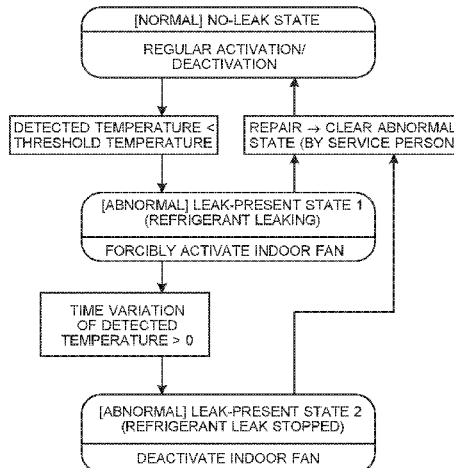 [NORMAL] NO-LEAK STATE
REGULAR ACTIVATION/
DEACTIVATION
DETECTED TEMPERATURE <
THRESHOLD TEMPERATURE
REPAIR → CLEAR ABNORMAL
STATE (BY SERVICE PERSON)
[ABNORMAL] LEAK-PRESENT STATE 1
(REFRIGERANT LEAKING)
FORCIBLY ACTIVATE INDOOR FAN
TIME VARIATION
OF DETECTED
TEMPERATURE > 0
[ABNORMAL] LEAK-PRESENT STATE 2
(REFRIGERANT LEAK STOPPED)
DEACTIVATE INDOOR FAN